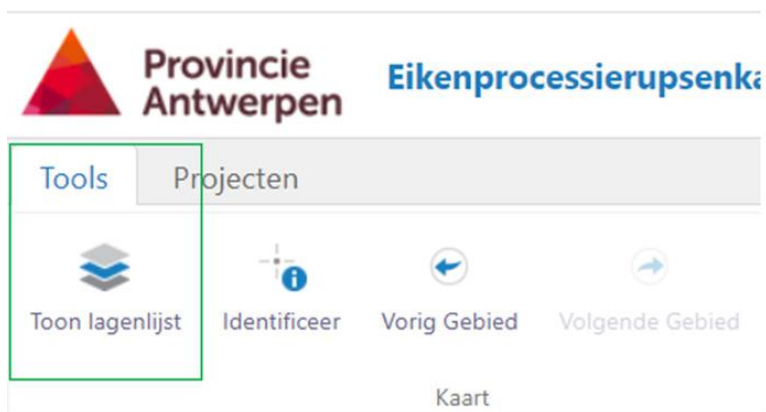 Provincie
Antwerpen
Eikenprocessierupsenka
Tools Projecten
Toon lagenlijst Identificeer Vorig Gebied Volgende Gebied
Kaart